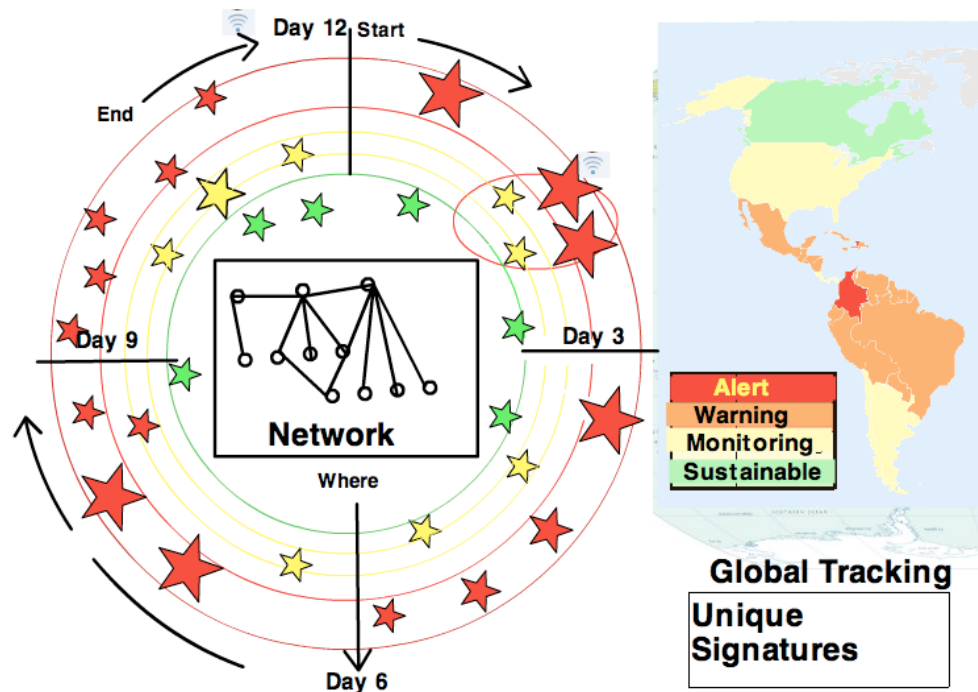 Day 12 Start
End
Day 9
Day 3
Network
Where
Day 6
Alert
Warning
Monitoring
Sustainable
Global Tracking
Unique
Signatures